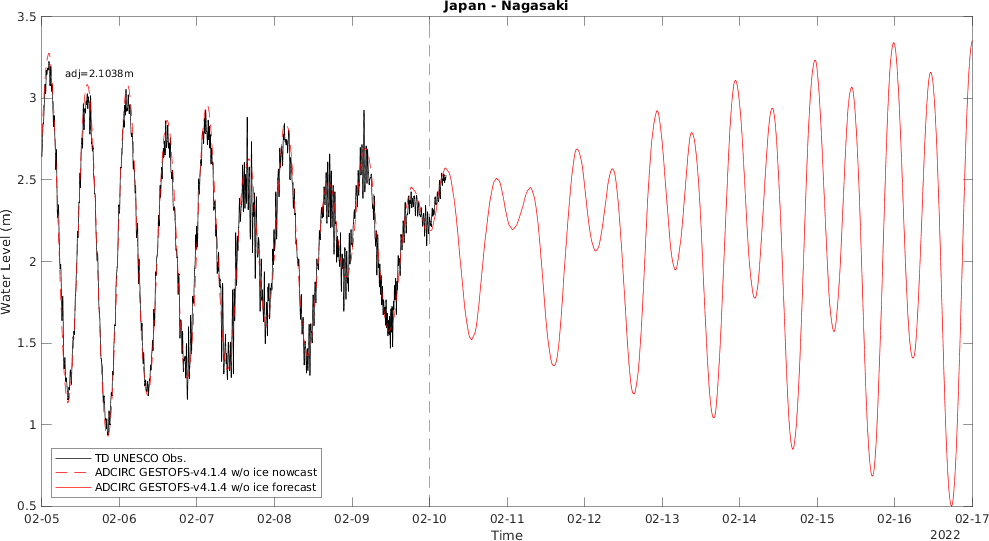 Japan - Nagasaki
adj=2.1038m
3.5
3
2.5
2
1.5
1
0.5
Water Level (m)
TD UNESCO Obs.
ADCIRC GESTOFS-v4.1.4 w/o ice nowcast
ADCIRC GESTOFS-v4.1.4 w/o ice forecast
02-05 02-06 02-07 02-08 02-09 02-10 02-11 02-12 02-13 02-14 02-15 02-16 02-17
Time
2022